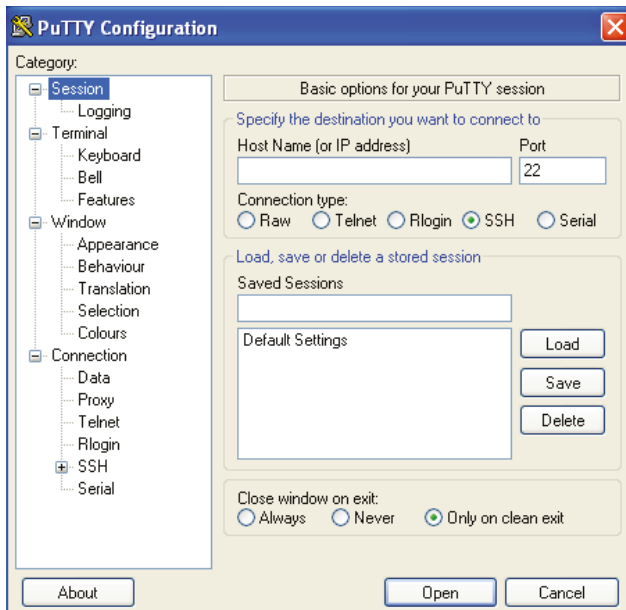 PuTTY Configuration
Category:
Session
Logging
Terminal
Keyboard
Bell
Features
Window
Appearance
Behaviour
Translation
Selection
Colours
Connection
Data
Proxy
Telnet
Rlogin
SSH
Serial
Basic options for your PuTTY session
Specify the destination you want to connect to
Host Name (or IP address) Port
22
Connection type:
Raw Telnet Rlogin SSH Serial
Load, save or delete a stored session
Saved Sessions
Default Settings
Load
Save
Delete
Close window on exit:
Always Never Only on clean exit
About Open Cancel